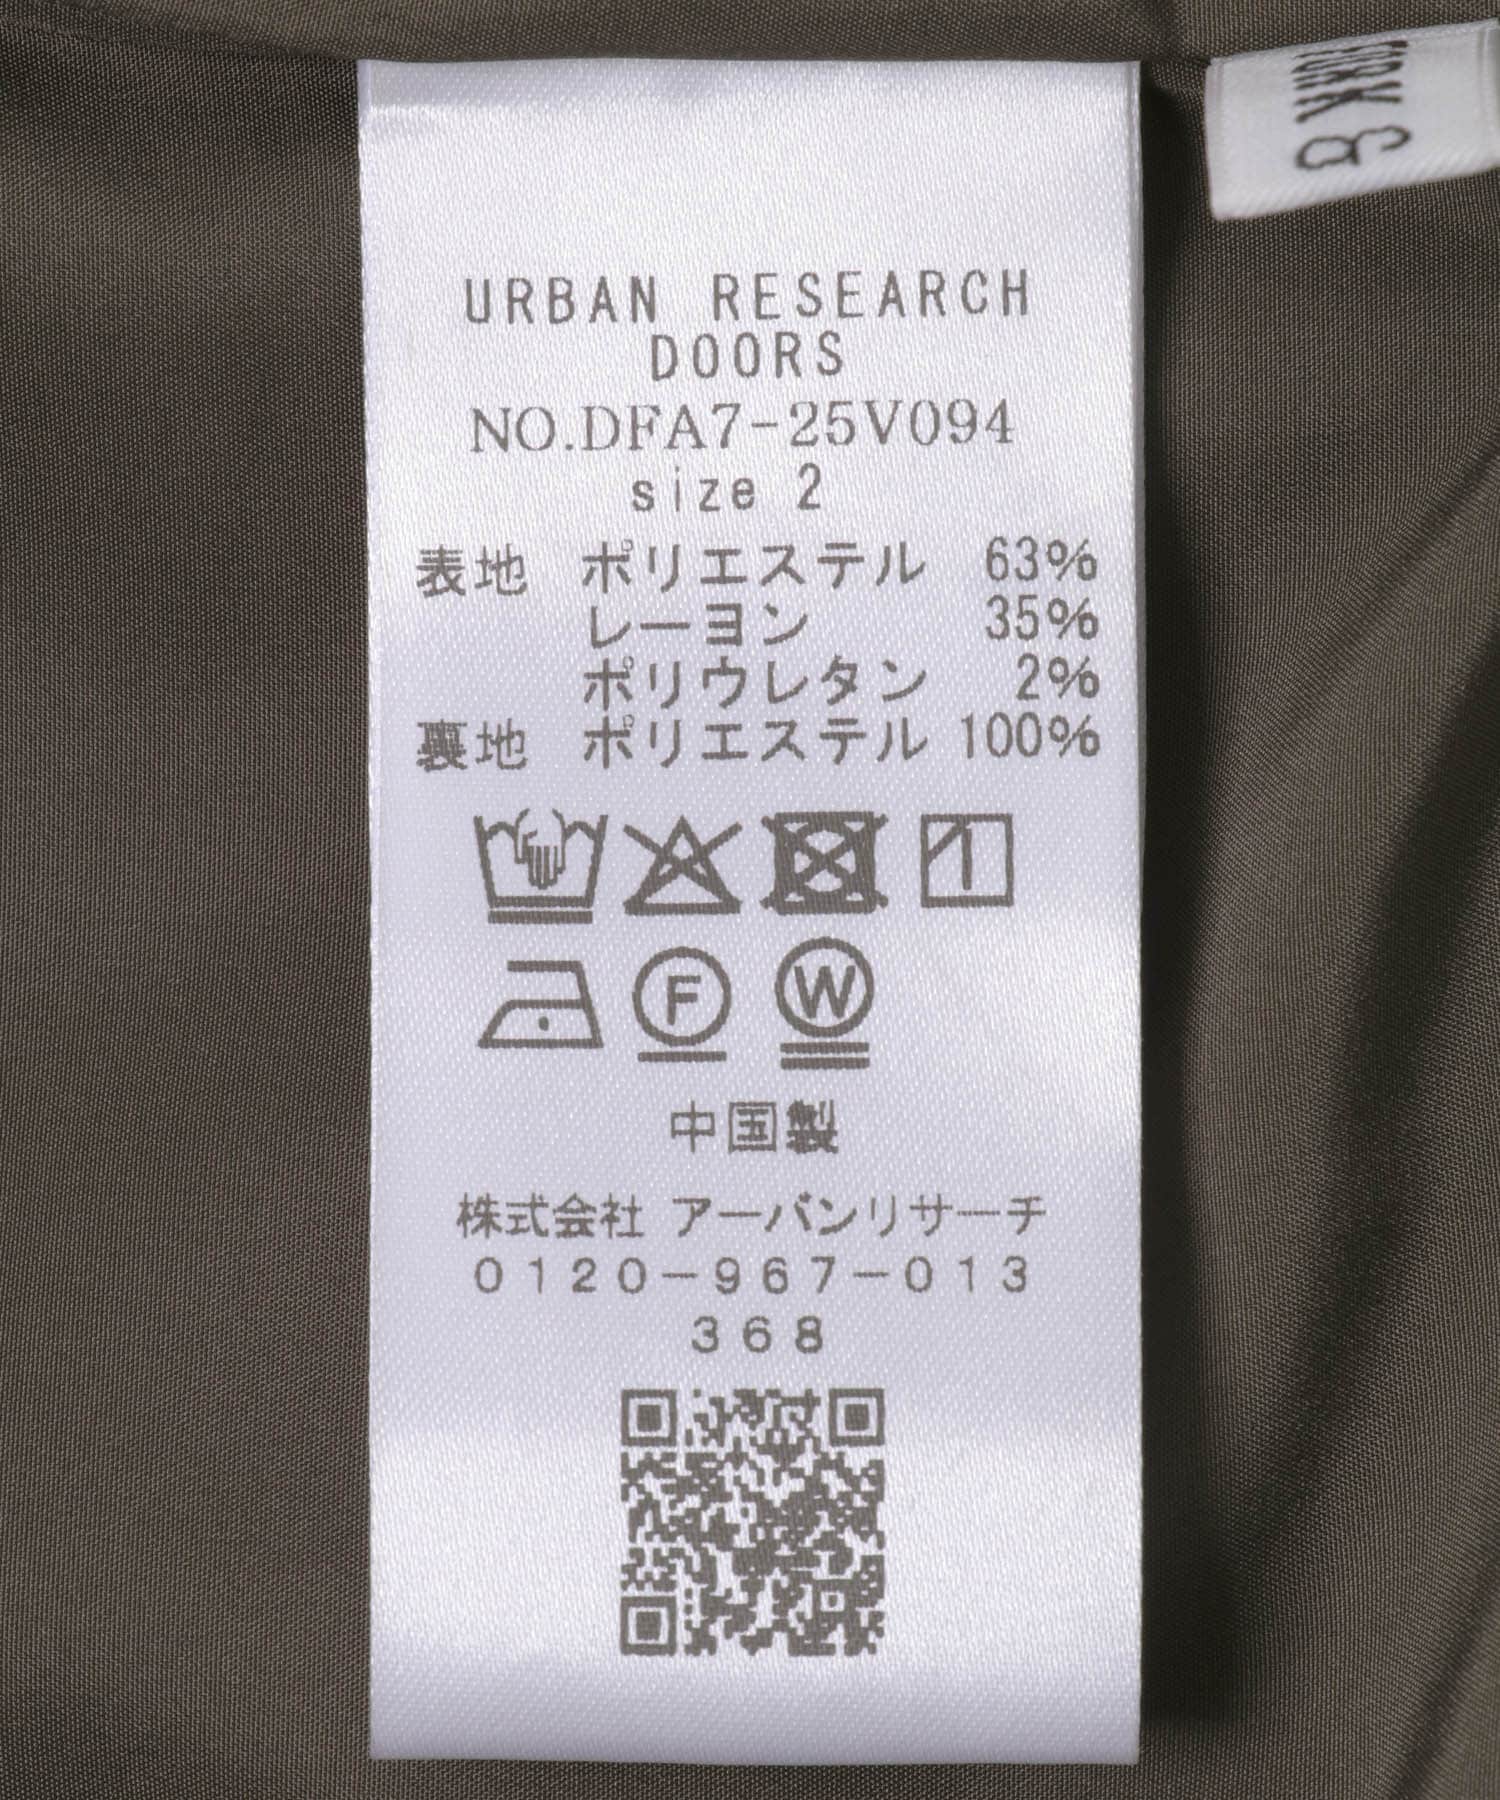 URBAN RESEARCH
DOORS
NO.DFA7-25V094
size 2
表地 ポリエステル 63%
レーヨン 35%
ポリウレタン 2%
裏地 ポリエステル 100%
F W
中国製
株式会社 アーバンリサーチ
0120-967-013
368
&